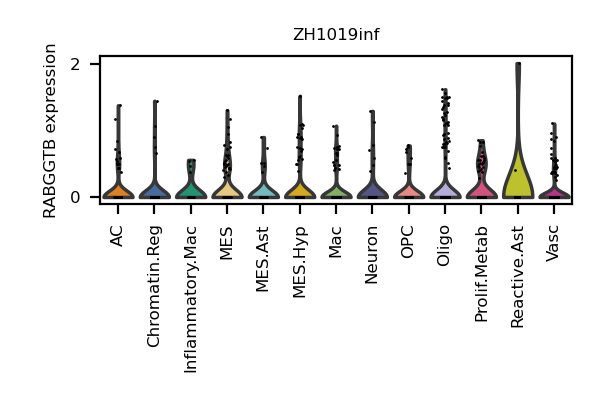 ZH1019inf
RABGGTB expression
2
0
AC
Chromatin.Reg
Inflammatory.Mac
MES
MES.Ast
MES.Hyp
Mac
Neuron
OPC
Oligo
Prolif.Metab
Reactive.Ast
Vasc